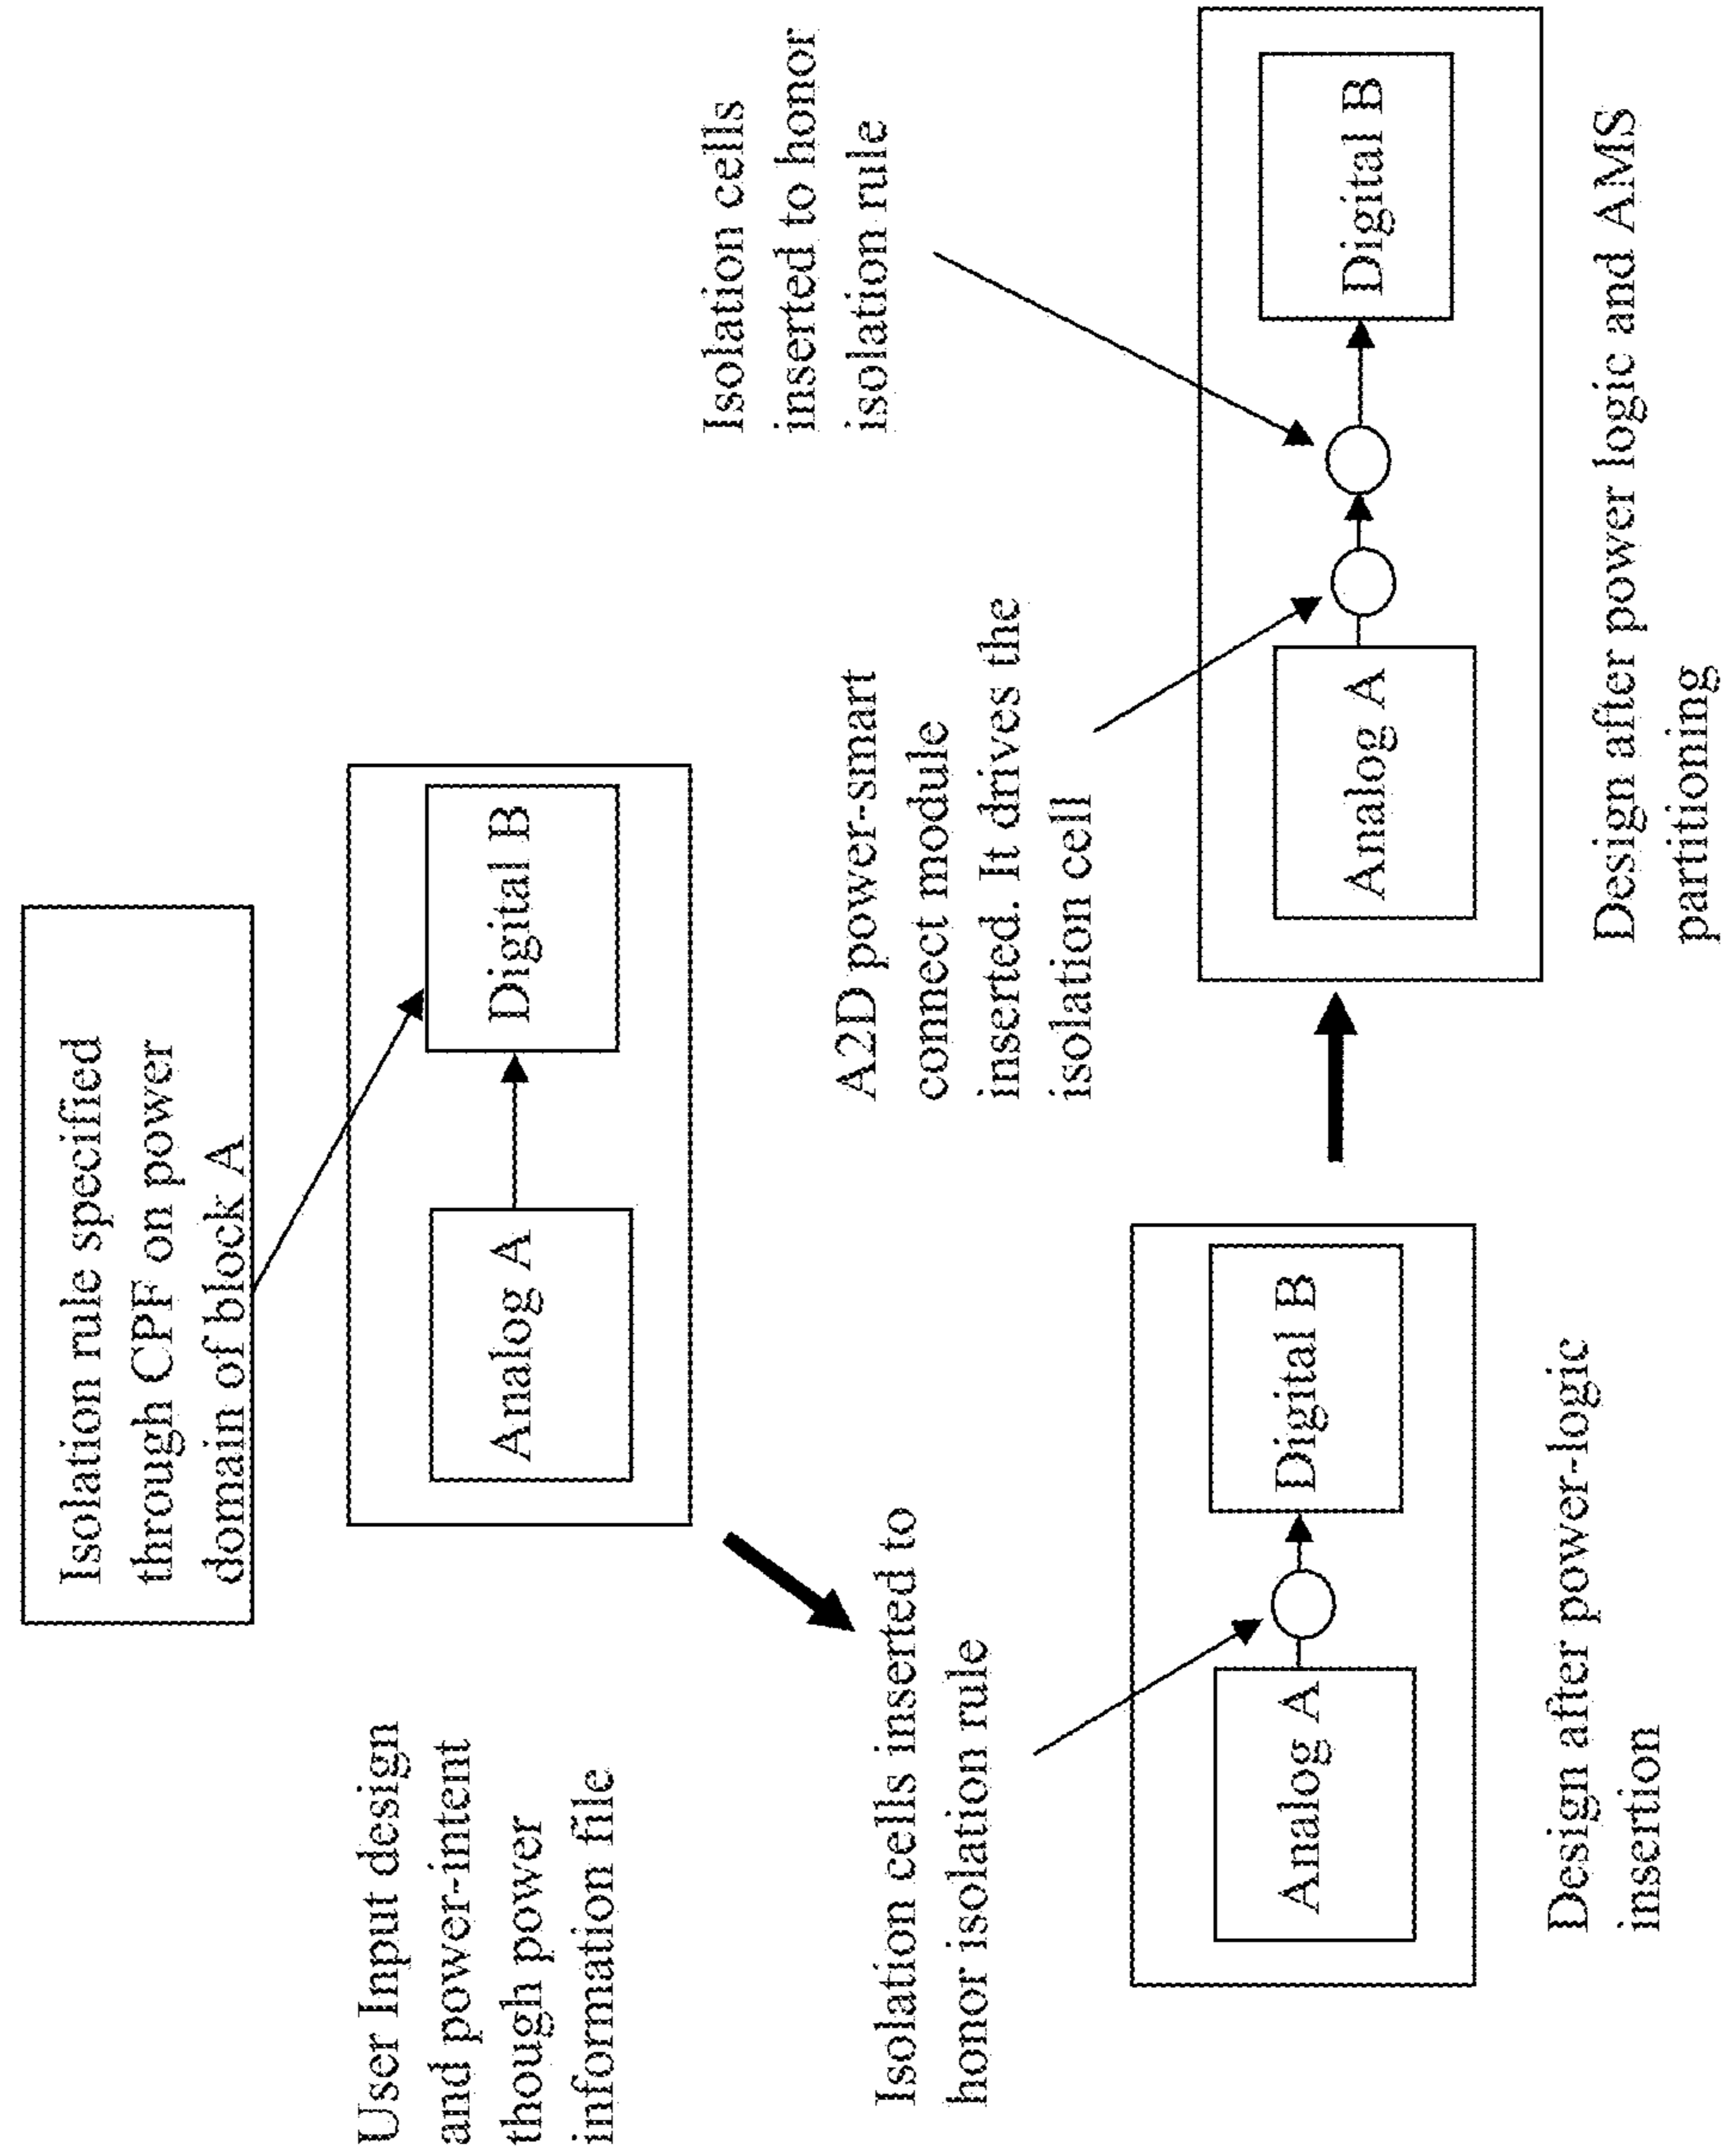 Isolation rule specified
through CPF on power
domain of block A
User Input design
and power-intent
though power
information file
Analog A
Digital B
Isolation cells inserted to
honor isolation rule
Analog A
Digital B
Design after power-logic
insertion
A2D power-smart
connect module
inserted. It drives the
isolation cell
Isolation cells
inserted to honor
isolation rule
Analog A
Digital B
Design after power logic and AMS
partitioning